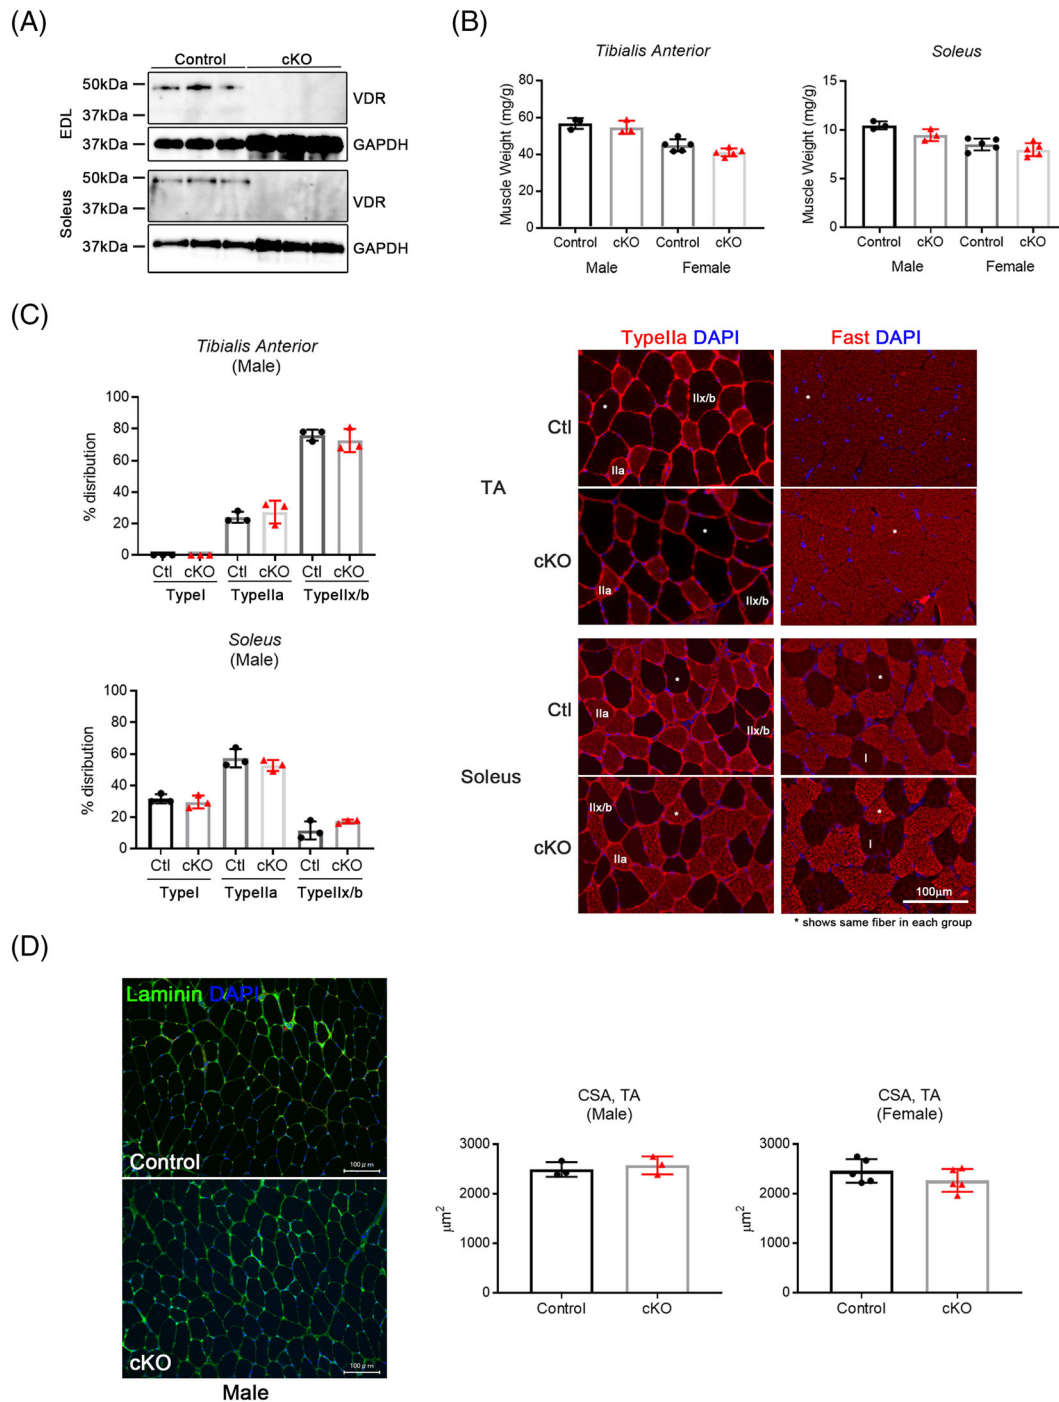 (A)
Control cKO
50kDa
37kDa
VDR
EDL
37kDa
GAPDH
50kDa
37kDa
VDR
Soleus
37kDa
GAPDH
(B)
Tibialis Anterior
Muscle Weight (mg/g)
80
60
40
20
0
Control cKO Control cKO
Male Female
Soleus
Muscle Weight (mg/g)
15
10
5
0
Control cKO Control cKO
Male Female
(C)
Tibialis Anterior
(Male)
% disribution
100
80
60
40
20
0
Ctl cKO Ctl cKO Ctl cKO
TypeI TypeIIa TypeIIx/b
Soleus
(Male)
% disribution
100
80
60
40
20
0
Ctl cKO Ctl cKO Ctl cKO
TypeI TypeIIa TypeIIx/b
TypeIIa DAPI Fast DAPI
Ctl
*
IIx/b
IIa
*
TA
cKO
*
IIa
IIx/b
*
Ctl
*
IIa
IIx/b
*
I
Soleus
cKO
IIx/b
*
IIa
*
I
100μm
* shows same fiber in each group
(D)
Laminin DAPI
Control
100μm
cKO
100μm
Male
CSA, TA
(Male)
μm²
3000
2000
1000
0
Control cKO
CSA, TA
(Female)
μm²
3000
2000
1000
0
Control cKO